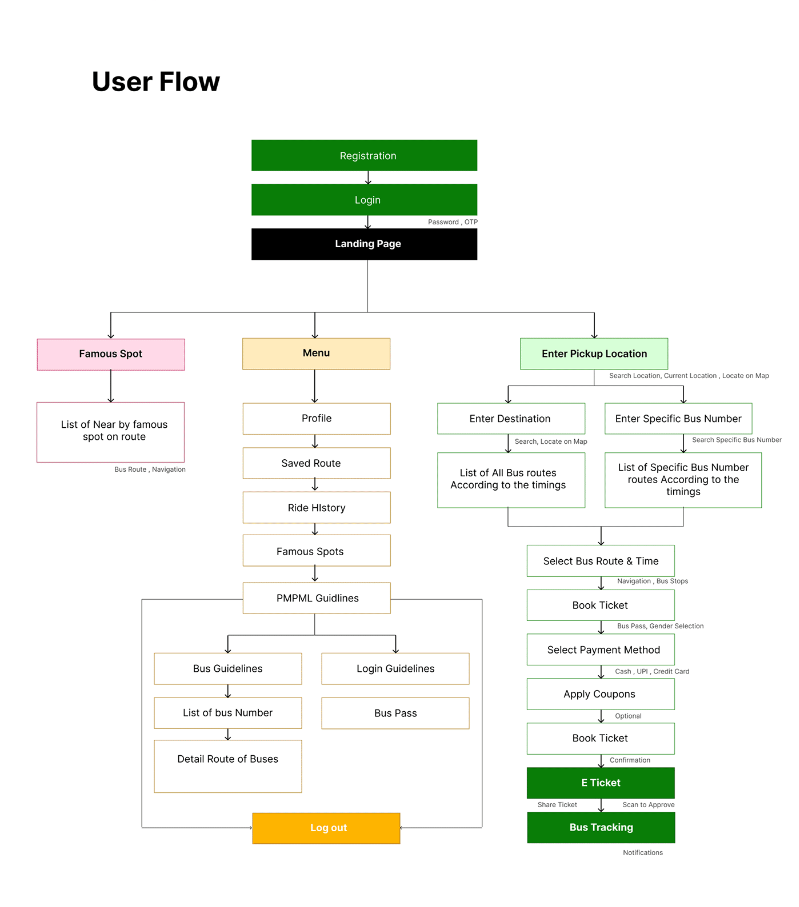 User Flow
Registration
Login
Password , OTP
Landing Page
Famous Spot
Menu
Enter Pickup Location
Search Location, Current Location , Locate on Map
List of Near by famous
spot on route
Bus Route , Navigation
Profile
Saved Route
Ride HIstory
Famous Spots
PMPML Guidlines
Bus Guidelines
Login Guidelines
List of bus Number
Bus Pass
Detail Route of Buses
Log out
Enter Destination
Enter Specific Bus Number
Search, Locate on Map
Search Specific Bus Number
List of All Bus routes
According to the timings
List of Specific Bus Number
routes According to the
timings
Select Bus Route & Time
Navigation , Bus Stops
Book Ticket
Bus Pass, Gender Selection
Select Payment Method
Cash , UPI , Credit Card
Apply Coupons
Optional
Book Ticket
Confirmation
E Ticket
Share Ticket
Scan to Approve
Bus Tracking
Notifications